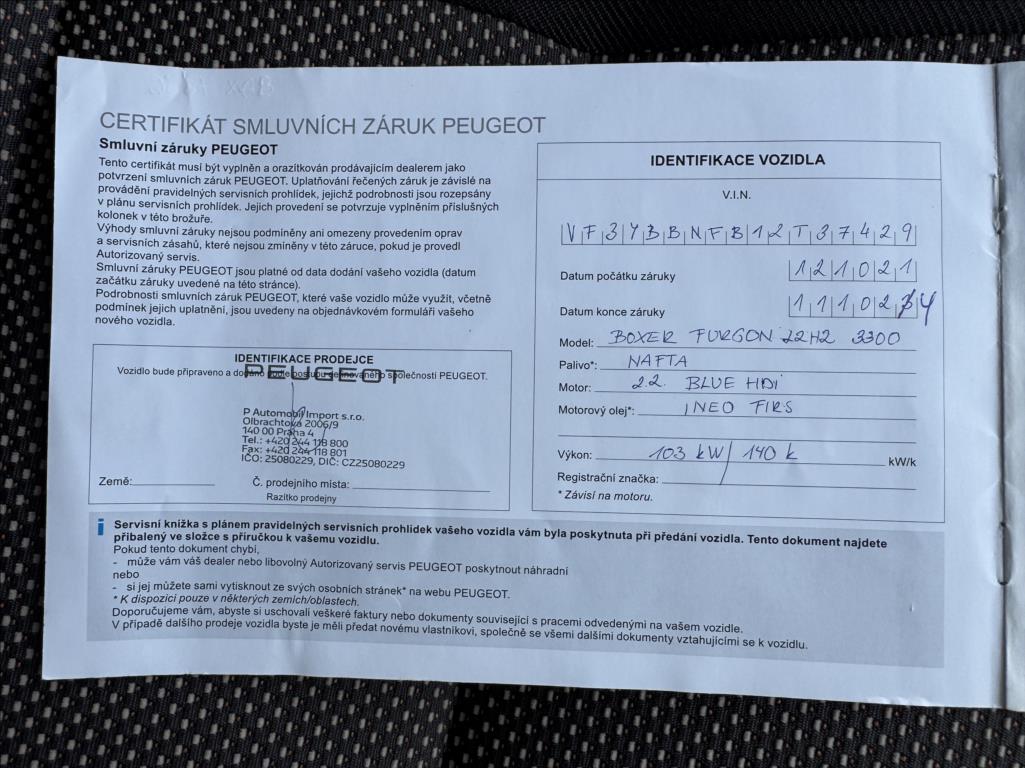 CERTIFIKÁT SMLUVNÍCH ZÁRUK PEUGEOT
Smluvní záruky PEUGEOT
Tento certifikát musí být vyplněn a orazítkován prodávajícím dealerem jako
potvrzení smluvních záruk PEUGEOT. Uplatňování řečených záruk je závislé na
provádění pravidelných servisních prohlídek, jejichž podrobnosti jsou rozepsány
v plánu servisních prohlídek. Jejich provedení se potvrzuje vyplněním příslušných
kolonek v této brožuře.
Výhody smluvní záruky nejsou podmíněny ani omezeny provedením oprav
a servisních zásahů, které nejsou zmíněny v této záruce, pokud je provedl
Autorizovaný servis.
Smluvní záruky PEUGEOT jsou platné od data dodání vašeho vozidla (datum
začátku záruky uvedené na této stránce).
Podrobnosti smluvních záruk PEUGEOT, které vaše vozidlo může využít, včetně
podmínek jejich uplatnění, jsou uvedeny na objednávkovém formuláři vašeho
nového vozidla.
IDENTIFIKACE PRODEJCE
Vozidlo bude připraveno a dodáno podle postupu definovaného společností PEUGEOT.
PEUGEOT
P Automobil Import s.r.o.
Olbrachtova 2006/9
140 00 Praha 4
Tel.: +420 244 118 800
Fax: +420 244 118 801
IČO: 25080229, DIČ: CZ25080229
Země: Č. prodejního místa:
Razítko prodejny
IDENTIFIKACE VOZIDLA
V.I.N.
VF3YBBNFB12T37429
Datum počátku záruky 121021
Datum konce záruky 11102 4
Model: BOXER FURGON L2H2 3300
Palivo*: NAFTA
Motor: 2.2. BLUE HDi
Motorový olej*: INEO FIRS
Výkon: 103 kW/ 140 k kW/k
Registrační značka:
* Závisí na motoru.
i
Servisní knížka s plánem pravidelných servisních prohlídek vašeho vozidla vám byla poskytnuta při předání vozidla. Tento dokument najdete
přibalený ve složce s příručkou k vašemu vozidlu.
Pokud tento dokument chybí,
- může vám váš dealer nebo libovolný Autorizovaný servis PEUGEOT poskytnout náhradní
nebo
- si jej můžete sami vytisknout ze svých osobních stránek* na webu PEUGEOT.
* K dispozici pouze v některých zemích/oblastech.
Doporučujeme vám, abyste si uschovali veškeré faktury nebo dokumenty související s pracemi odvedenými na vašem vozidle.
V případě dalšího prodeje vozidla byste je měli předat novému vlastníkovi, společně se všemi dalšími dokumenty vztahujícími se k vozidlu.